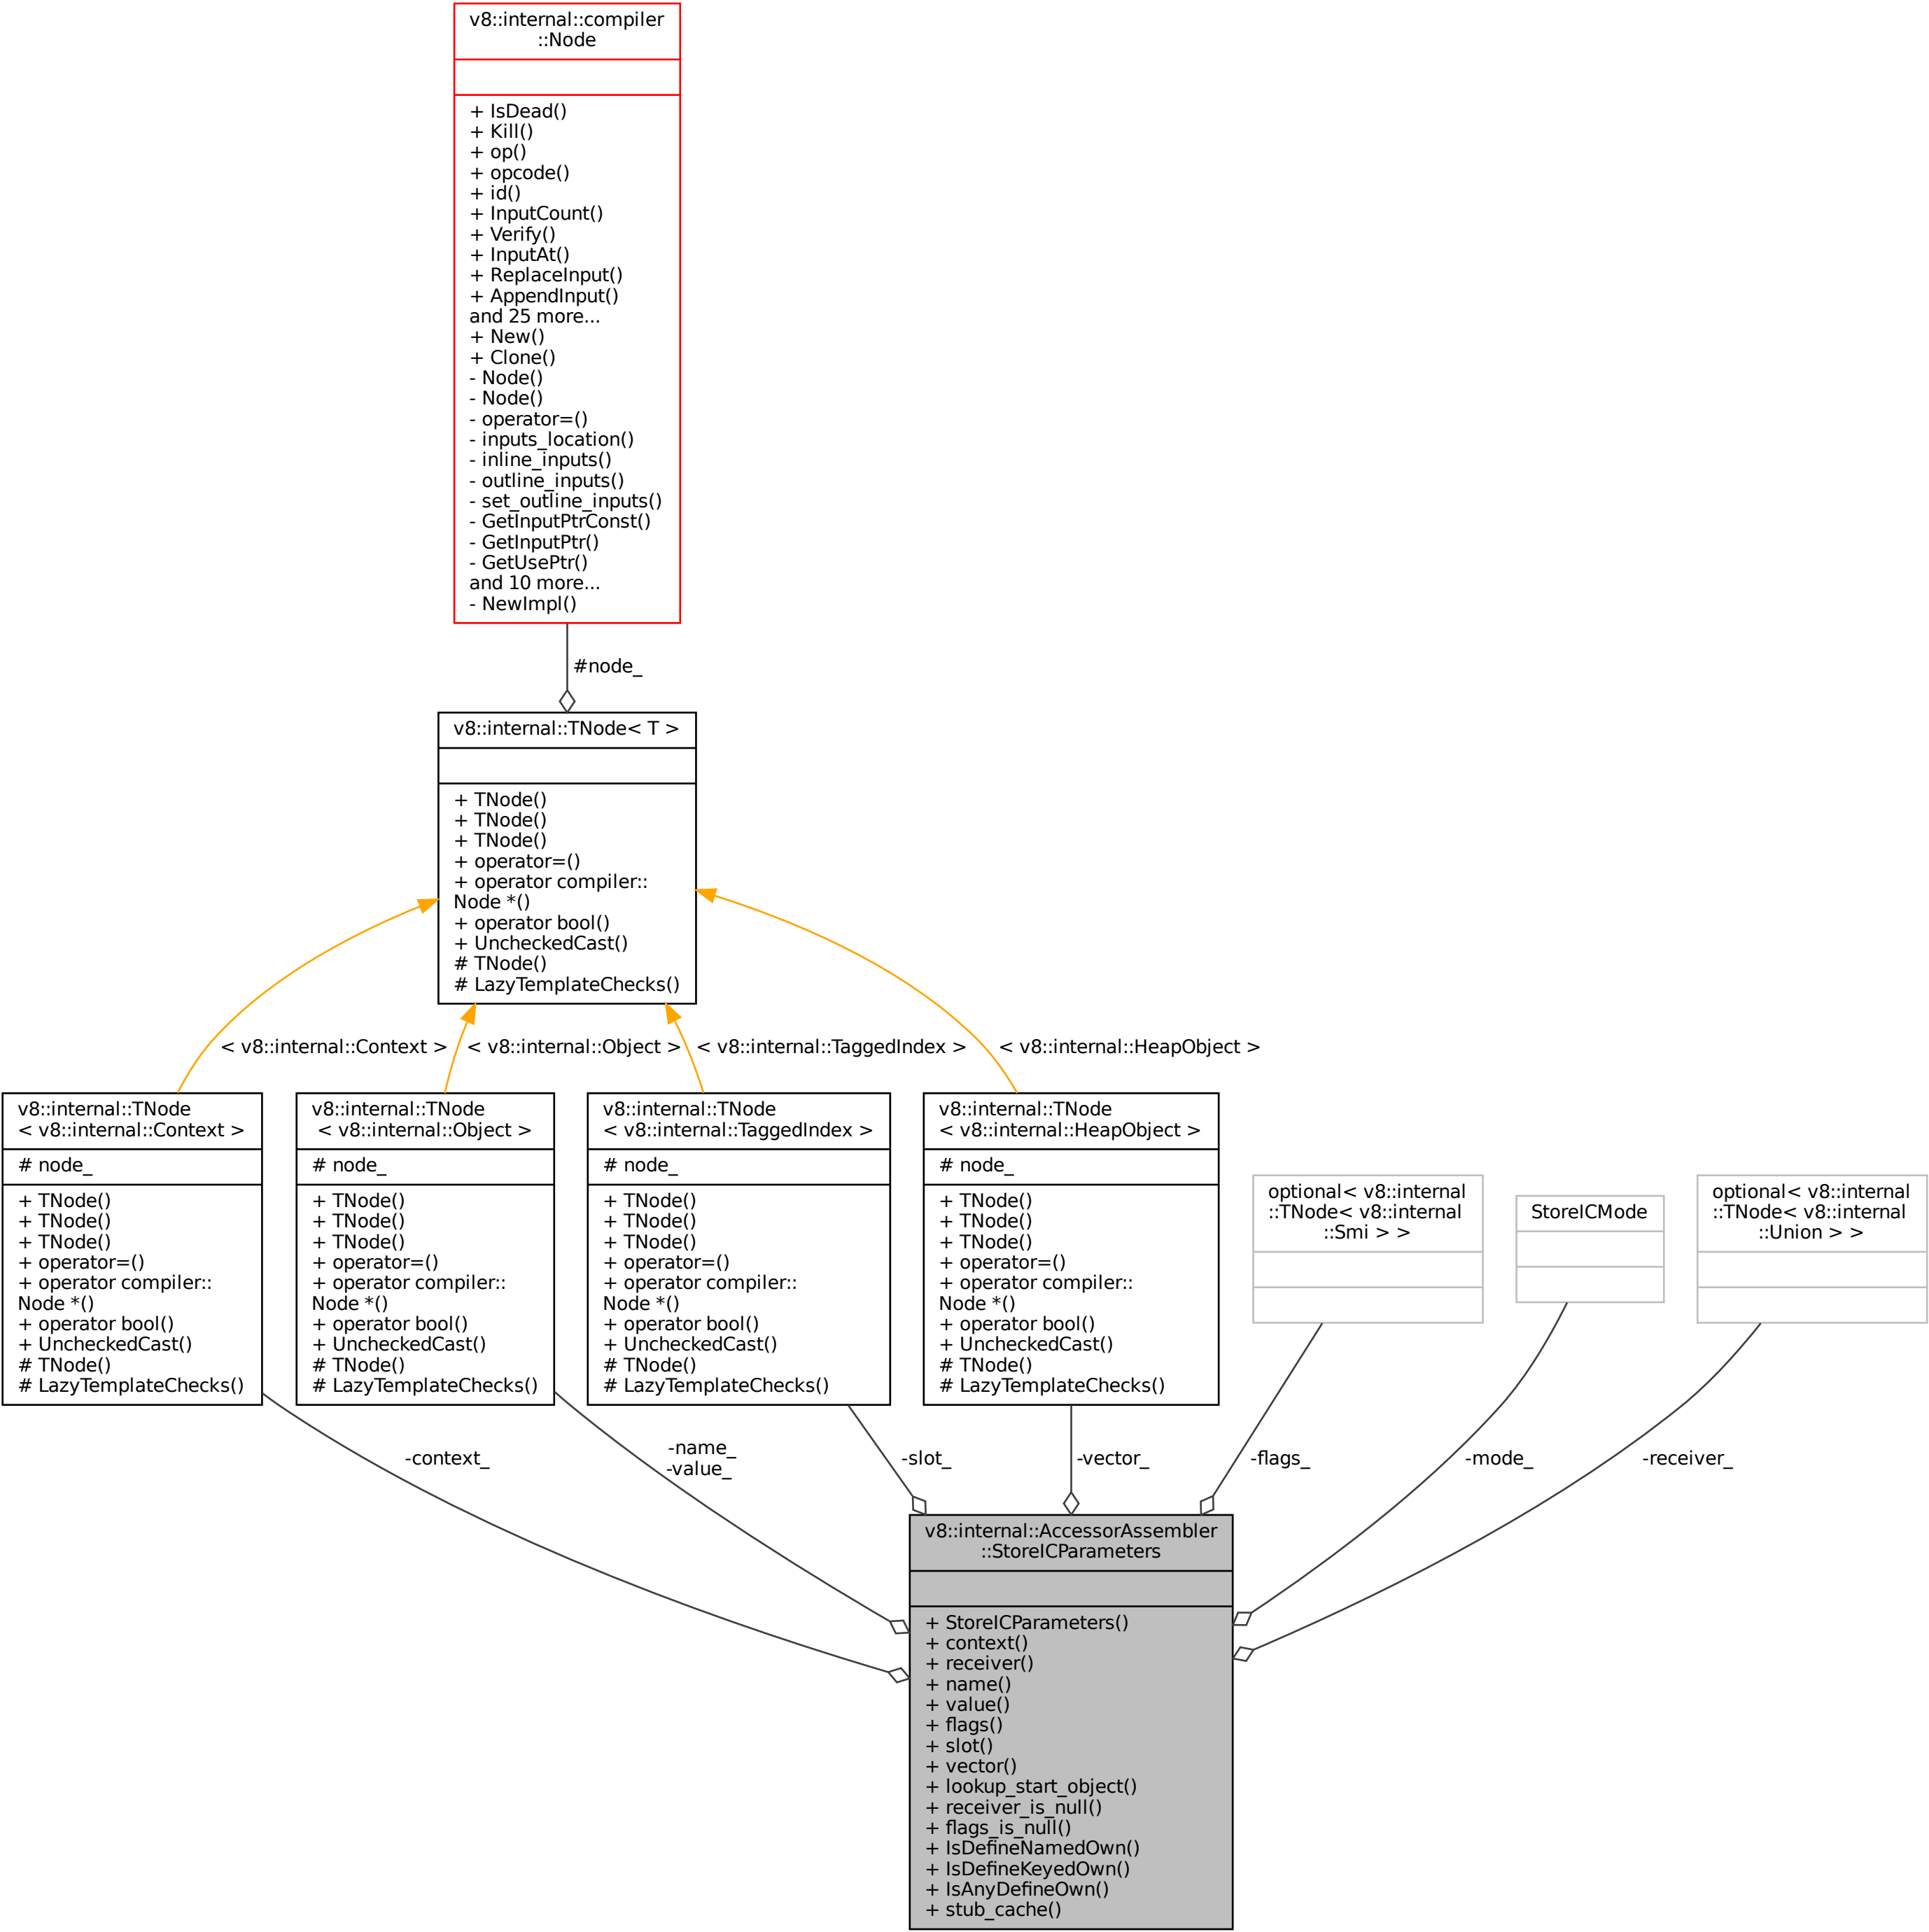 v8::internal::compiler
::Node
+ IsDead()
+ Kill()
+ op()
+ opcode()
+ id()
+ InputCount()
+ Verify()
+ InputAt()
+ ReplaceInput()
+ AppendInput()
and 25 more...
+ New()
+ Clone()
- Node()
- Node()
- operator=()
- inputs_location()
- inline_inputs()
- outline_inputs()
- set_outline_inputs()
- GetInputPtrConst()
- GetInputPtr()
- GetUsePtr()
and 10 more...
- NewImpl()
#node_
v8::internal::TNode< T >
+ TNode()
+ TNode()
+ TNode()
+ operator=()
+ operator compiler::
Node *()
+ operator bool()
+ UncheckedCast()
# TNode()
# LazyTemplateChecks()
< v8::internal::Context >
< v8::internal::Object >
< v8::internal::TaggedIndex >
< v8::internal::HeapObject >
v8::internal::TNode
< v8::internal::Context >
# node_
+ TNode()
+ TNode()
+ TNode()
+ operator=()
+ operator compiler::
Node *()
+ operator bool()
+ UncheckedCast()
# TNode()
# LazyTemplateChecks()
v8::internal::TNode
< v8::internal::Object >
# node_
+ TNode()
+ TNode()
+ TNode()
+ operator=()
+ operator compiler::
Node *()
+ operator bool()
+ UncheckedCast()
# TNode()
# LazyTemplateChecks()
v8::internal::TNode
< v8::internal::TaggedIndex >
# node_
+ TNode()
+ TNode()
+ TNode()
+ operator=()
+ operator compiler::
Node *()
+ operator bool()
+ UncheckedCast()
# TNode()
# LazyTemplateChecks()
v8::internal::TNode
< v8::internal::HeapObject >
# node_
+ TNode()
+ TNode()
+ TNode()
+ operator=()
+ operator compiler::
Node *()
+ operator bool()
+ UncheckedCast()
# TNode()
# LazyTemplateChecks()
optional< v8::internal
::TNode< v8::internal
::Smi > >
StoreICMode
optional< v8::internal
::TNode< v8::internal
::Union > >
-context_
-name_
-value_
-slot_
-vector_
-flags_
-mode_
-receiver_
v8::internal::AccessorAssembler
::StoreICParameters
+ StoreICParameters()
+ context()
+ receiver()
+ name()
+ value()
+ flags()
+ slot()
+ vector()
+ lookup_start_object()
+ receiver_is_null()
+ flags_is_null()
+ IsDefineNamedOwn()
+ IsDefineKeyedOwn()
+ IsAnyDefineOwn()
+ stub_cache()